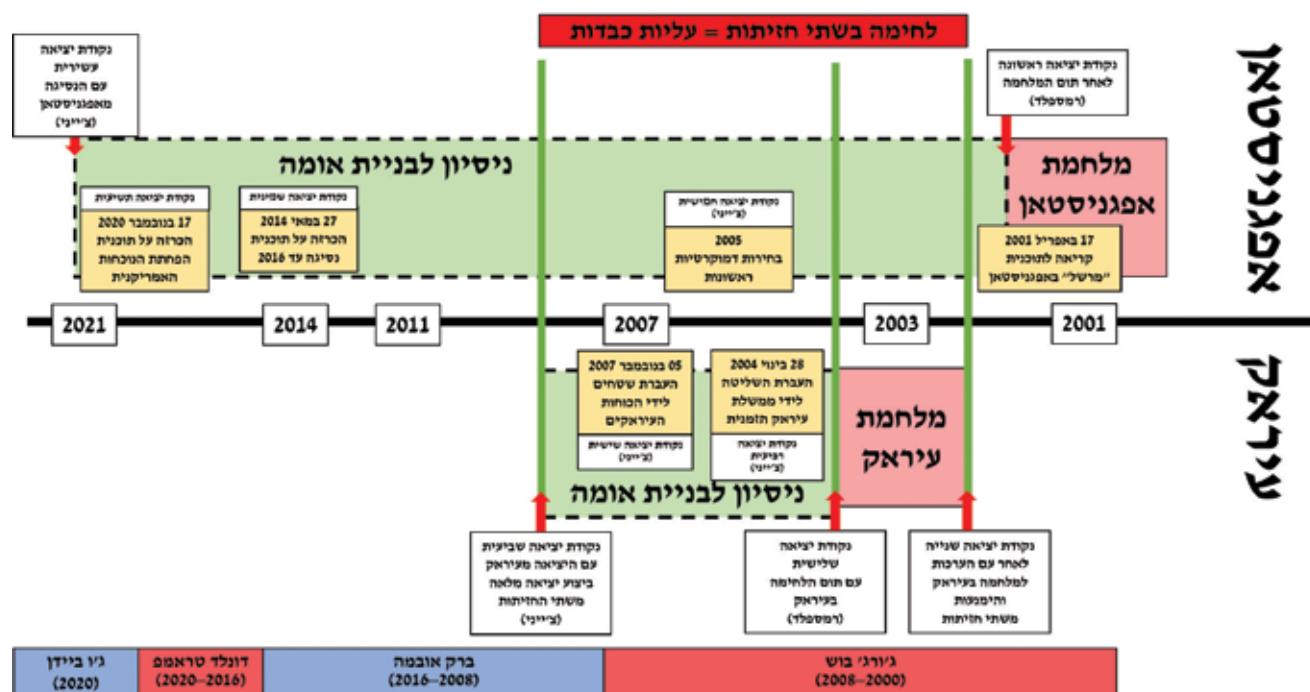 לחימה בשתי חזיתות = עליות כבדות
אפגניסטאן
נקודת יציאה ראשונה
לאחר תום המלחמה
(רמספלד)
נקודת יציאה
עשירית
עם הנסיגה
מאפגניסטאן
(צ'ייני)
מלחמת
אפגניסטאן
ניסיון לבניית אומה
17 באפריל 2001
קריאה לתוכנית
"מרשל" באפגניסטאן
נקודת יציאה חמישית
(צ'ייני)
2005
בחירות דמוקרטיות
ראשונות
נקודת יציאה שמינית
27 במאי 2014
הכרזה על תוכנית
נסיגה עד 2016
נקודת יציאה תשיעית
17 בנובמבר 2020
הכרזה על תוכנית
הפחתת הנוכחות
האמריקנית
2001
2003
2007
2011
2014
2021
עיראק
מלחמת
עיראק
28 ביוני 2004
העברת השליטה
לידי ממשלת
עיראק הזמנית
נקודת יציאה
רביעית
(צ'ייני)
05 בנובמבר 2007
העברת שטחים
לידי הכוחות
העיראקים
נקודת יציאה שישית
(צ'ייני)
ניסיון לבניית אומה
נקודת יציאה שנייה
לאחר עם הערכות
למלחמה בעיראק
והימנעות
משתי חזיתות
נקודת יציאה
שלישית
עם תום הלחימה
בעיראק
(רמספלד)
נקודת יציאה שביעית
עם היציאה מעיראק
ביצוע יציאה מלאה
משתי החזיתות
(צ'ייני)
ג'ורג' בוש
(2008–2000)
ברק אובמה
(2016–2008)
דונלד טראמפ
(2020–2016)
ג'ו ביידן
(2020)